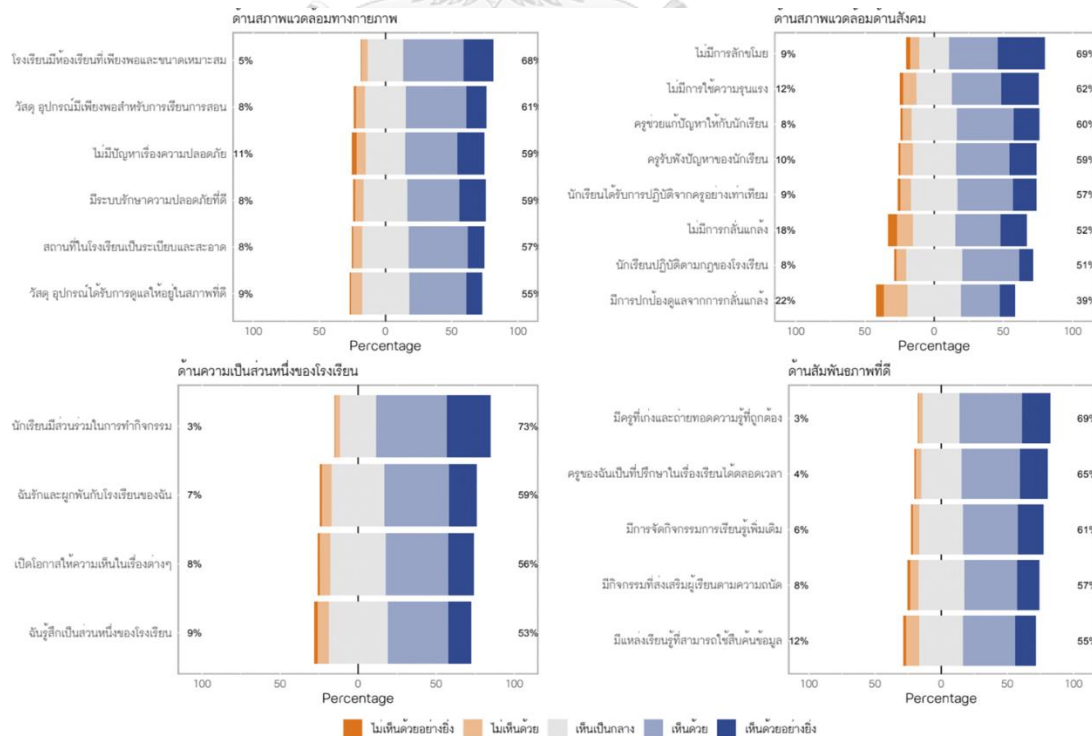 ด้านสภาพแวดล้อมทางกายภาพ
โรงเรียนมีห้องเรียนที่เพียงพอและขนาดเหมาะสม 5% 68%
วัสดุ อุปกรณ์มีเพียงพอสำหรับการเรียนการสอน 8% 61%
ไม่มีปัญหาเรื่องความปลอดภัย 11% 59%
มีระบบรักษาความปลอดภัยที่ดี 8% 59%
สถานที่ในโรงเรียนเป็นระเบียบและสะอาด 8% 57%
วัสดุ อุปกรณ์ได้รับการดูแลให้อยู่ในสภาพที่ดี 9% 55%
100 50 0 50 100
Percentage
ด้านสภาพแวดล้อมด้านสังคม
ไม่มีการลักขโมย 9% 69%
ไม่มีการใช้ความรุนแรง 12% 62%
ครูช่วยแก้ปัญหาให้กับนักเรียน 8% 60%
ครูรับฟังปัญหาของนักเรียน 10% 59%
นักเรียนได้รับการปฏิบัติจากครูอย่างเท่าเทียม 9% 57%
ไม่มีการกลั่นแกล้ง 18% 52%
นักเรียนปฏิบัติตามกฎของโรงเรียน 8% 51%
มีการปกป้องดูแลจากการกลั่นแกล้ง 22% 39%
100 50 0 50 100
Percentage
ด้านความเป็นส่วนหนึ่งของโรงเรียน
นักเรียนมีส่วนร่วมในการทำกิจกรรม 3% 73%
ฉันรักและผูกพันกับโรงเรียนของฉัน 7% 59%
เปิดโอกาสให้ความเห็นในเรื่องต่างๆ 8% 56%
ฉันรู้สึกเป็นส่วนหนึ่งของโรงเรียน 9% 53%
100 50 0 50 100
Percentage
ด้านสัมพันธภาพที่ดี
มีครูที่เก่งและถ่ายทอดความรู้ที่ถูกต้อง 3% 69%
ครูของฉันเป็นที่ปรึกษาในเรื่องเรียนได้ตลอดเวลา 4% 65%
มีการจัดกิจกรรมการเรียนรู้เพิ่มเติม 6% 61%
มีกิจกรรมที่ส่งเสริมผู้เรียนตามความถนัด 8% 57%
มีแหล่งเรียนรู้ที่สามารถใช้สืบค้นข้อมูล 12% 55%
100 50 0 50 100
Percentage
ไม่เห็นด้วยอย่างยิ่ง ไม่เห็นด้วย เห็นเป็นกลาง เห็นด้วย เห็นด้วยอย่างยิ่ง